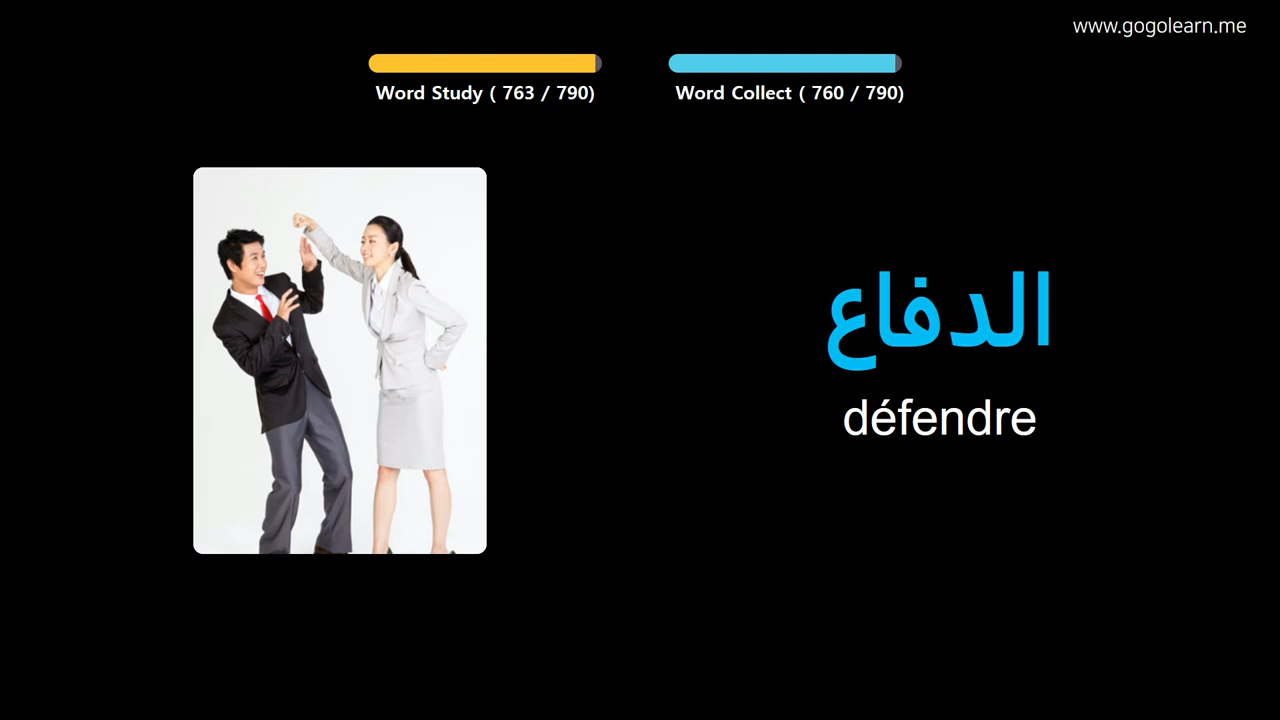 www.gogolearn.me
Word Study ( 763 / 790)
Word Collect ( 760 / 790)
الدفاع
défendre